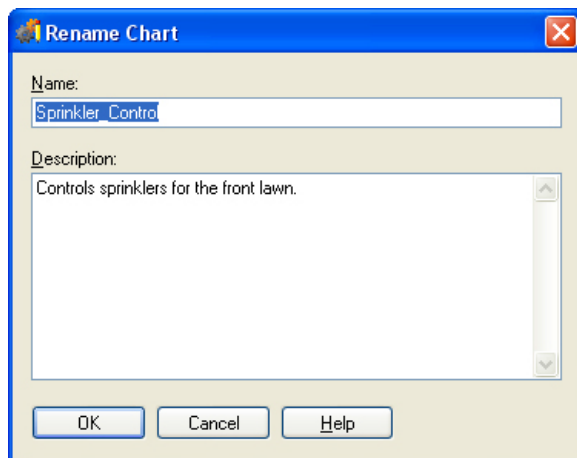 Rename Chart
Name:
Sprinkler_Control
Description:
Controls sprinklers for the front lawn.
OK Cancel Help